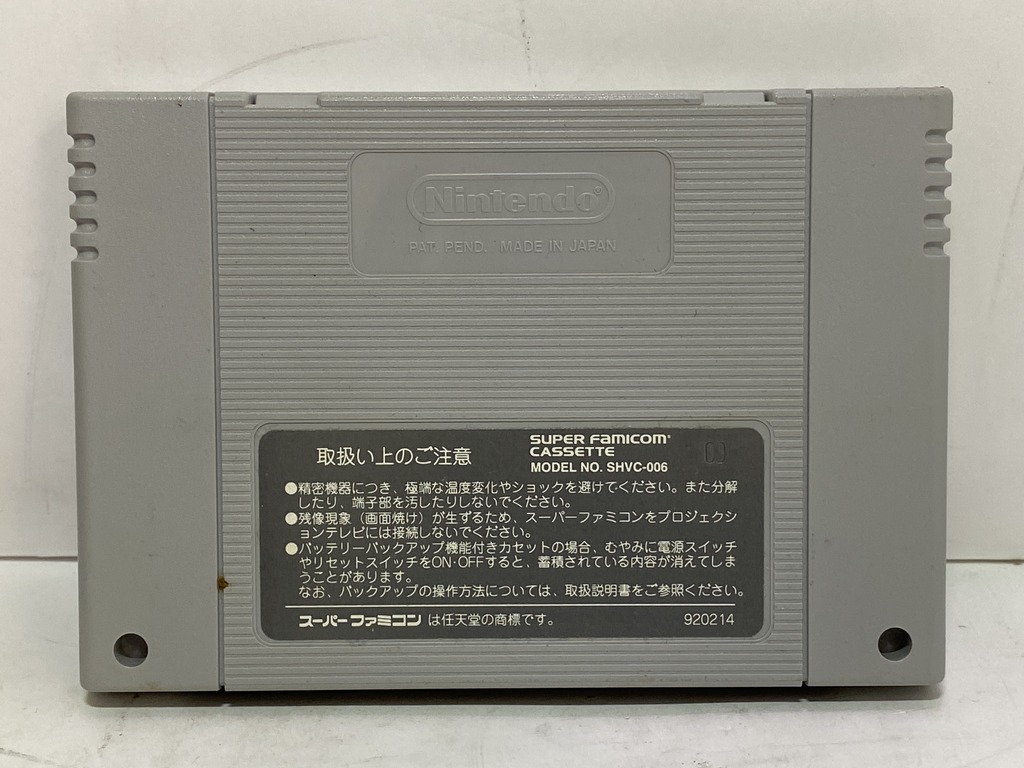 Nintendo®
PAT. PEND. MADE IN JAPAN
取扱い上のご注意
SUPER FAMICOM
CASSETTE
MODEL NO. SHVC-006
●精密機器につき、極端な温度変化やショックを避けてください。また分解
したり、端子部を汚したりしないでください。
●残像現象（画面焼け）が生ずるため、スーパーファミコンをプロジェクシ
ョンテレビには接続しないでください。
●バッテリーバックアップ機能付きカセットの場合、むやみに電源スイッチ
やリセットスイッチをON·OFFすると、蓄積されている内容が消えてしま
うことがあります。
なお、バックアップの操作方法については、取扱説明書をご参照ください。
スーパーファミコン は任天堂の商標です。
920214